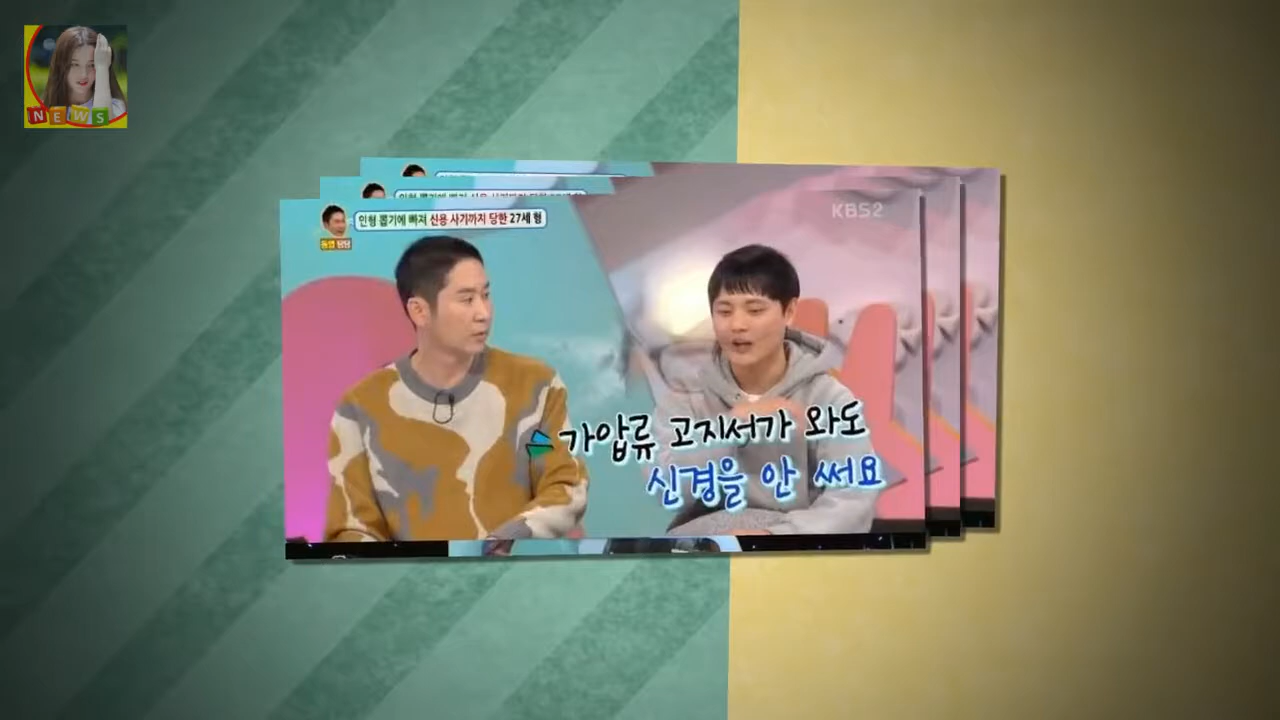 NEWS
인형 뽑기에 빠져 신용 사기까지 당한 27세 형
KBS2
동엽 담당
가압류 고지서가 와도
신경을 안 써요